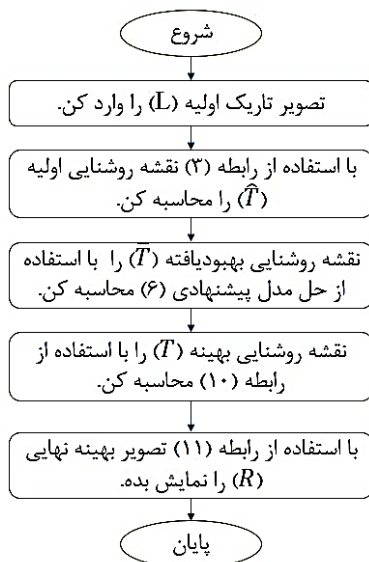 شروع
تصویر تاریک اولیه (L) را وارد کن.
با استفاده از رابطه (۳) نقشه روشنایی اولیه
(T̂) را محاسبه کن.
نقشه روشنایی بهبودیافته (T̄) را با استفاده
از حل مدل پیشنهادی (۶) محاسبه کن.
نقشه روشنایی بهینه (T) را با استفاده از
رابطه (۱۰) محاسبه کن.
با استفاده از رابطه (۱۱) تصویر بهینه نهایی
(R) را نمایش بده.
پایان